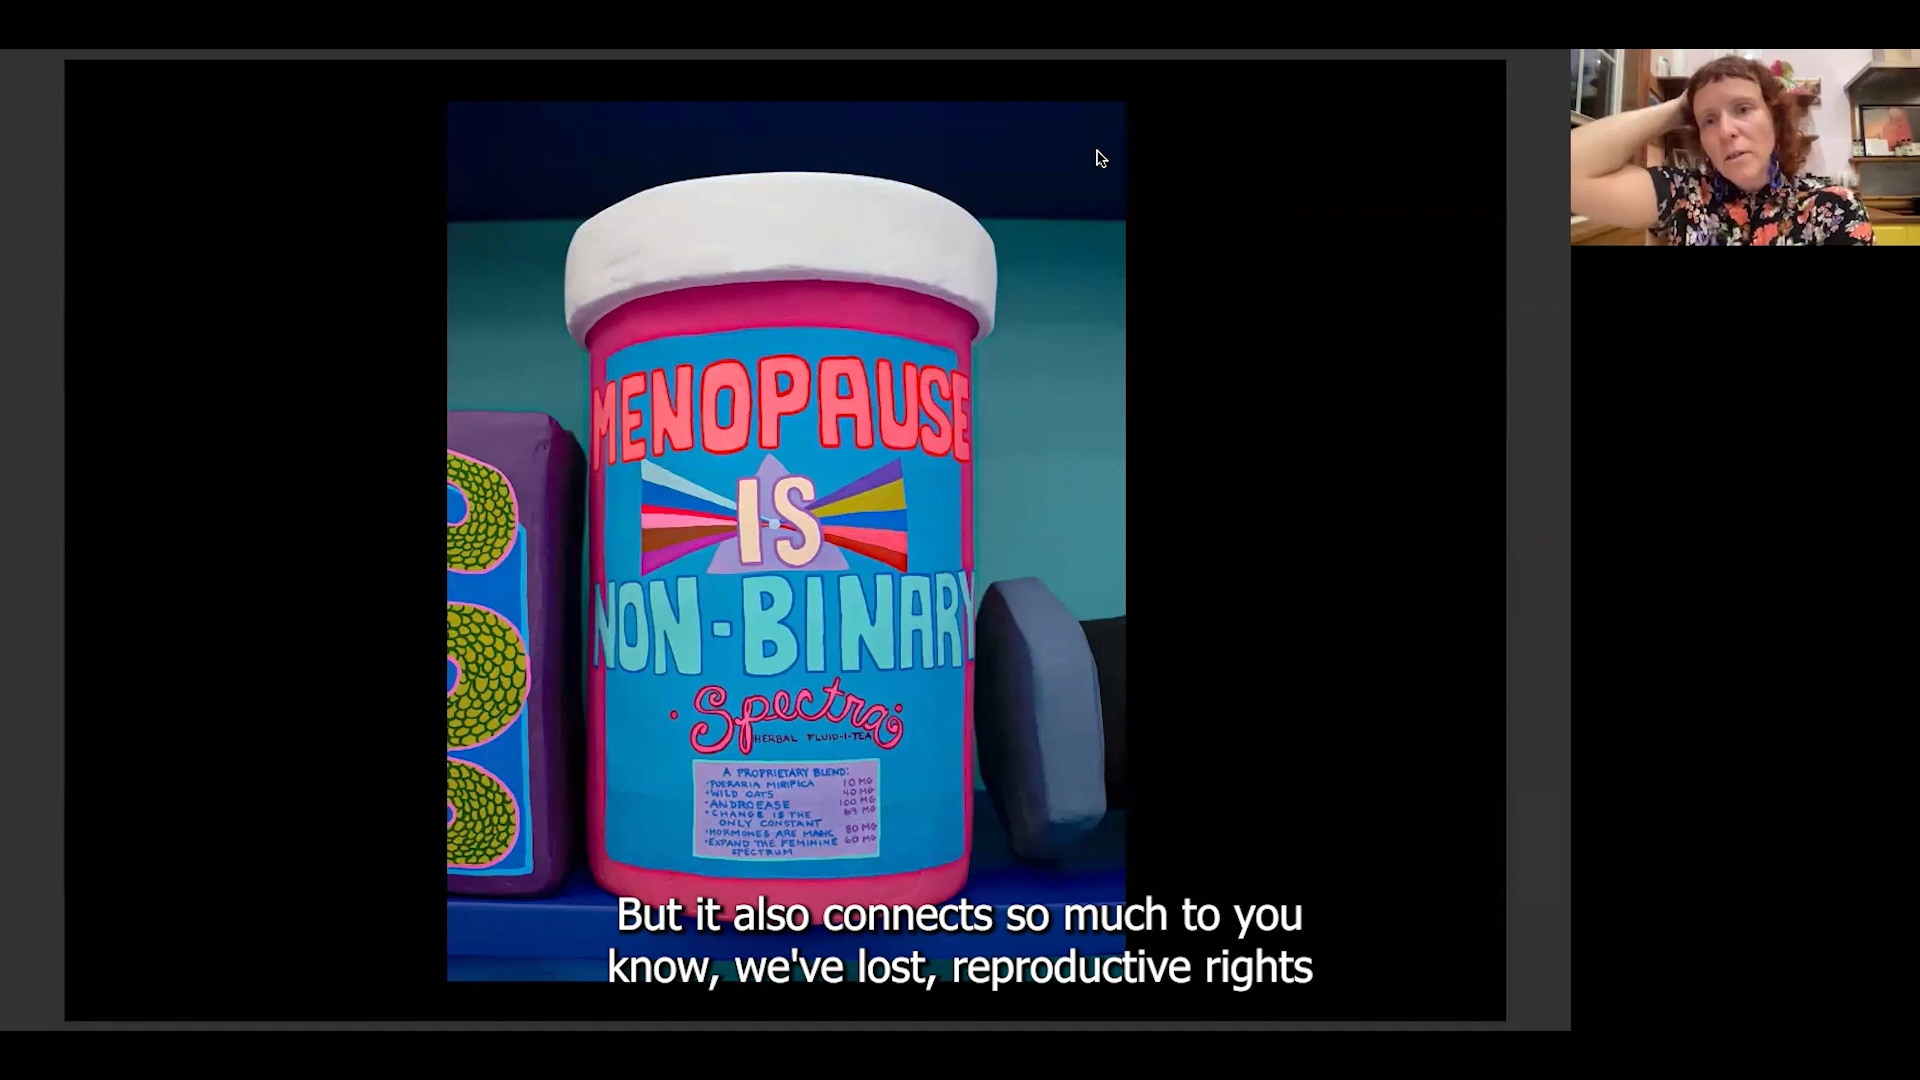 MENOPAUSE
IS
NON-BINARY
Spectra
HERBAL FLUID-I-TEA
A PROPRIETARY BLEND:
•PUERARIA MIRIFICA 10 MG
•WILD OATS 40 MG
•ANDROEASE 100 MG
•CHANGE IS THE 69 MG
ONLY CONSTANT
•HORMONES ARE MAGIC 80 MG
•EXPAND THE FEMININE 60 MG
SPECTRUM
But it also connects so much to you
know, we've lost, reproductive rights